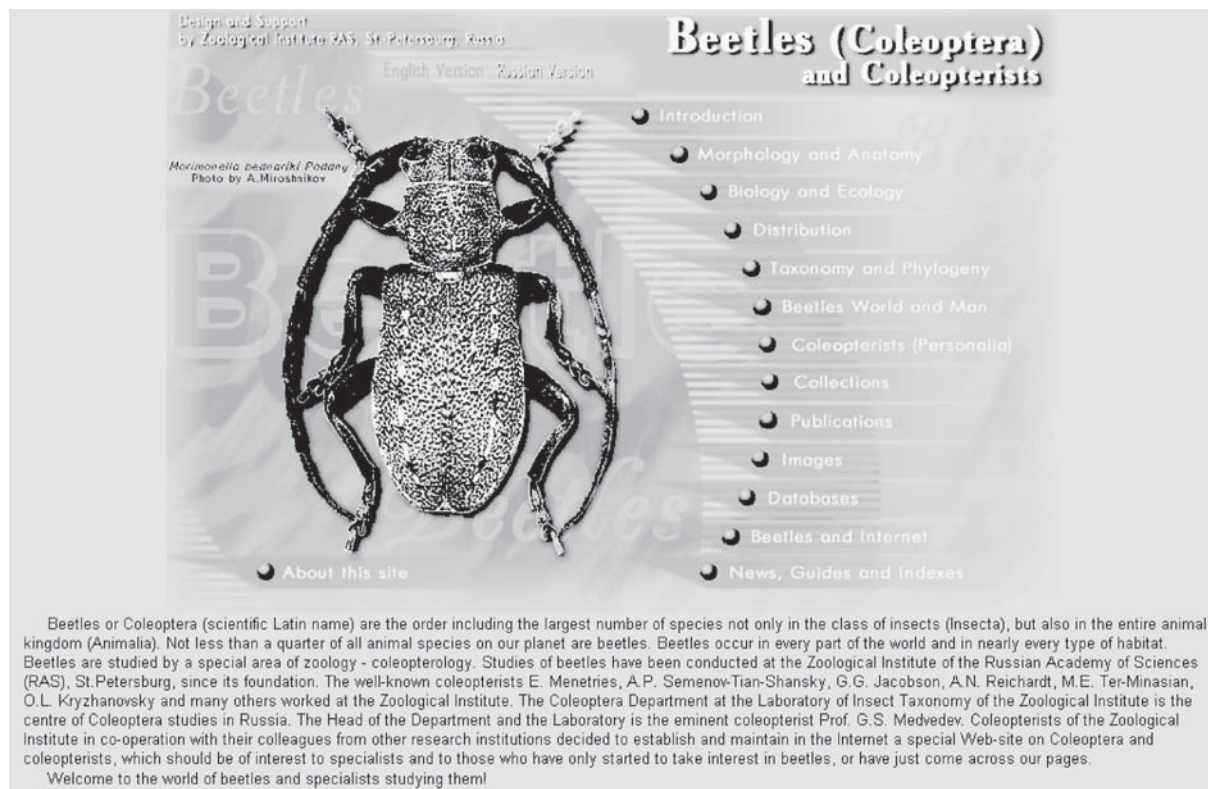 Design and Support
by Zoological Institute RAS, St.Petersburg, Russia
Beetles (Coleoptera)
and Coleopterists
English Version Russian Version
Beetles
Morimonella bednariki Podany
Photo by A.Miroshnikov
Introduction
Morphology and Anatomy
Biology and Ecology
Distribution
Taxonomy and Phylogeny
Beetles World and Man
Coleopterists (Personalia)
Collections
Publications
Images
Databases
Beetles
Beetles and Internet
About this site
News, Guides and Indexes
Beetles or Coleoptera (scientific Latin name) are the order including the largest number of species not only in the class of insects (Insecta), but also in the entire animal
kingdom (Animalia). Not less than a quarter of all animal species on our planet are beetles. Beetles occur in every part of the world and in nearly every type of habitat.
Beetles are studied by a special area of zoology - coleopterology. Studies of beetles have been conducted at the Zoological Institute of the Russian Academy of Sciences
(RAS), St.Petersburg, since its foundation. The well-known coleopterists E. Menetries, A.P. Semenov-Tian-Shansky, G.G. Jacobson, A.N. Reichardt, M.E. Ter-Minasian,
O.L. Kryzhanovsky and many others worked at the Zoological Institute. The Coleoptera Department at the Laboratory of Insect Taxonomy of the Zoological Institute is the
centre of Coleoptera studies in Russia. The Head of the Department and the Laboratory is the eminent coleopterist Prof. G.S. Medvedev. Coleopterists of the Zoological
Institute in co-operation with their colleagues from other research institutions decided to establish and maintain in the Internet a special Web-site on Coleoptera and
coleopterists, which should be of interest to specialists and to those who have only started to take interest in beetles, or have just come across our pages.
Welcome to the world of beetles and specialists studying them!